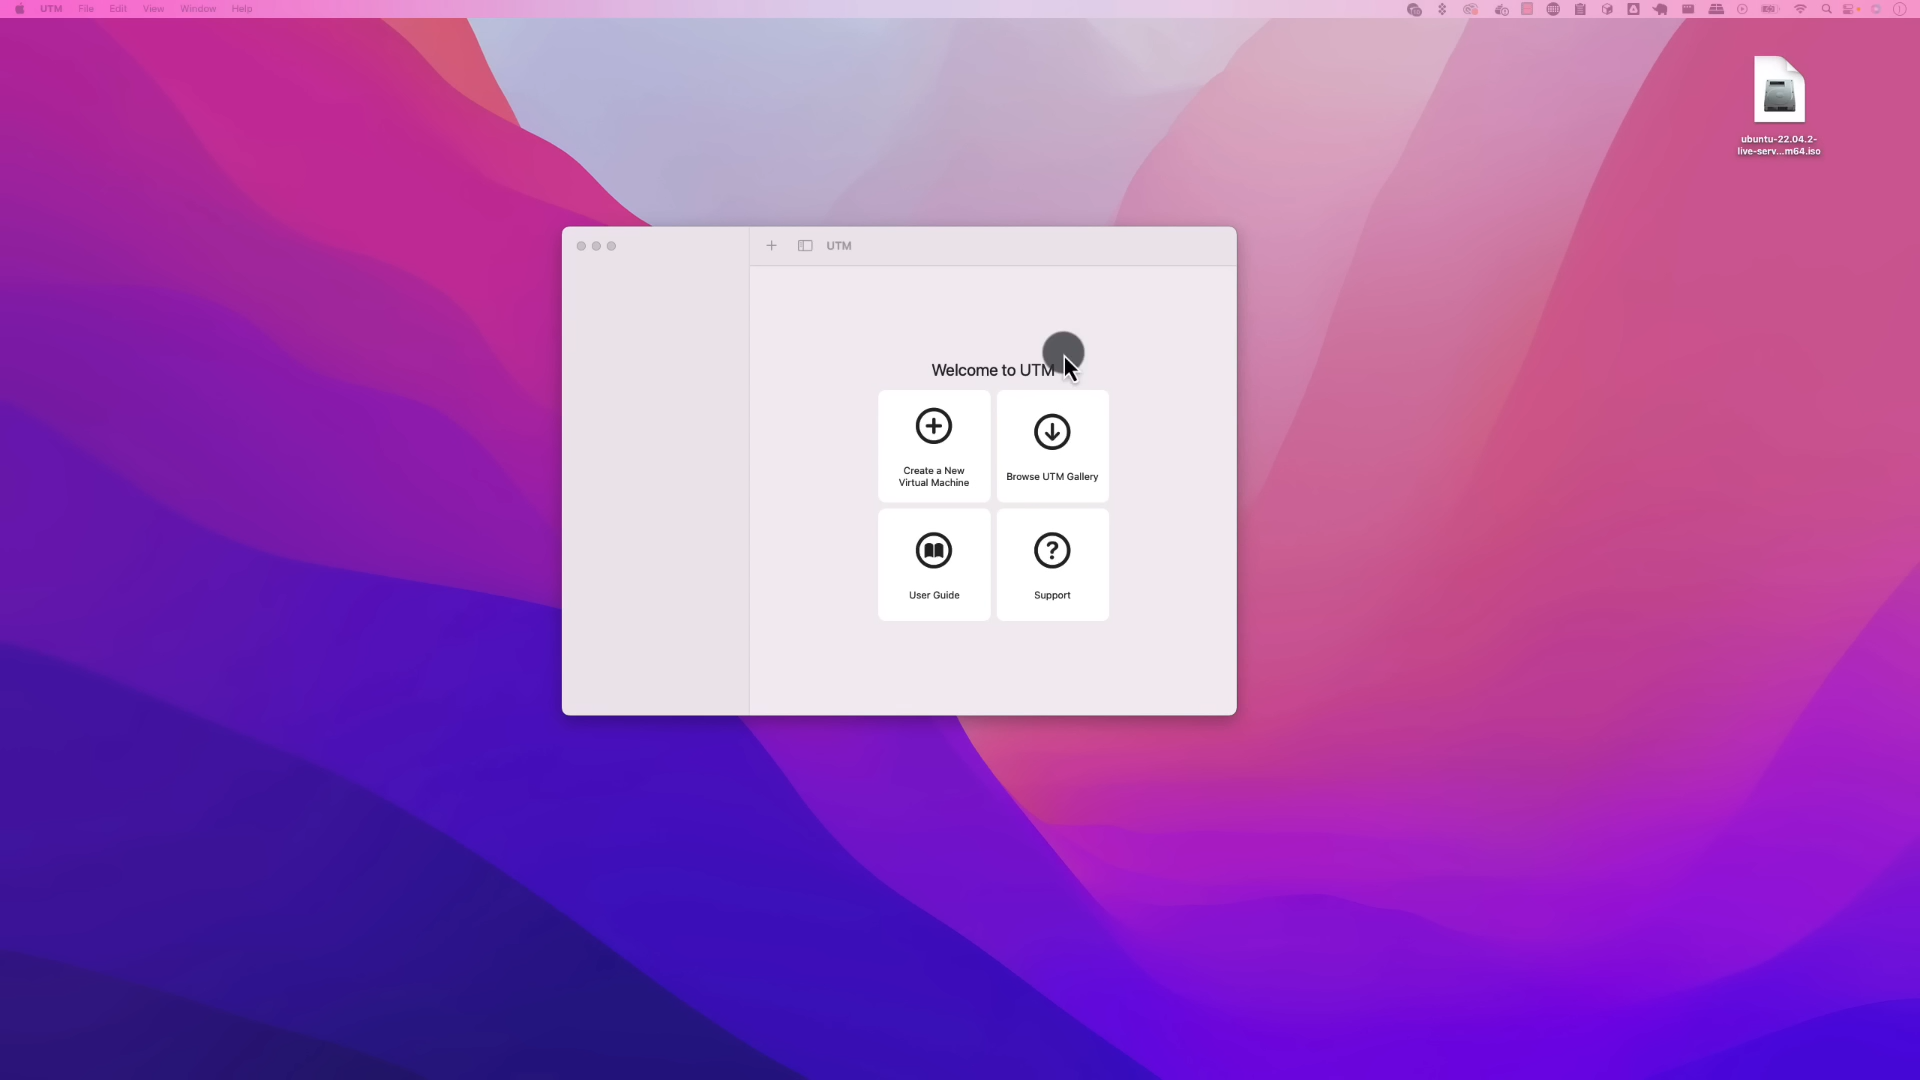 UTM File Edit View Window Help
ubuntu-22.04.2-
live-serv...m64.iso
UTM
Welcome to UTM
Create a New
Virtual Machine
Browse UTM Gallery
User Guide
Support